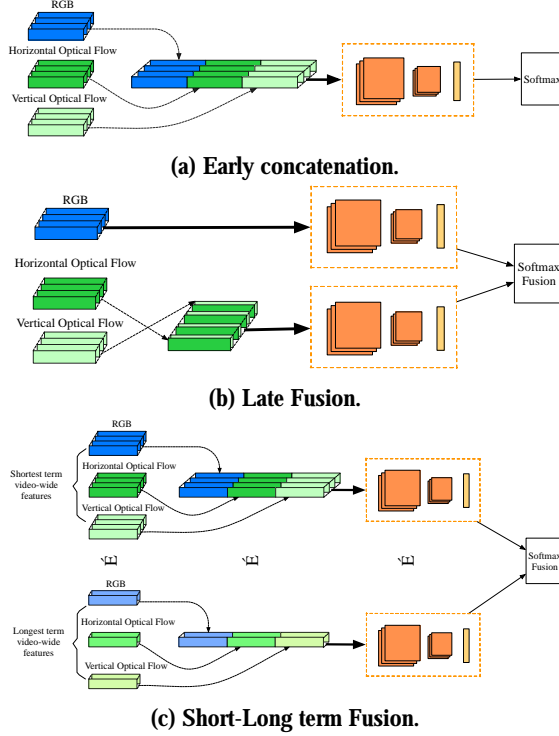 RGB
Horizontal Optical Flow
Vertical Optical Flow
Softmax
(a) Early concatenation.
RGB
Horizontal Optical Flow
Vertical Optical Flow
Softmax
Fusion
(b) Late Fusion.
RGB
Shortest term
video-wide
features
Horizontal Optical Flow
Vertical Optical Flow
Softmax
Fusion
RGB
Horizontal Optical Flow
Longest term
video-wide
features
Vertical Optical Flow
(c) Short-Long term Fusion.